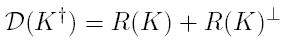 𝒟(K†) = R(K) + R(K)⊥